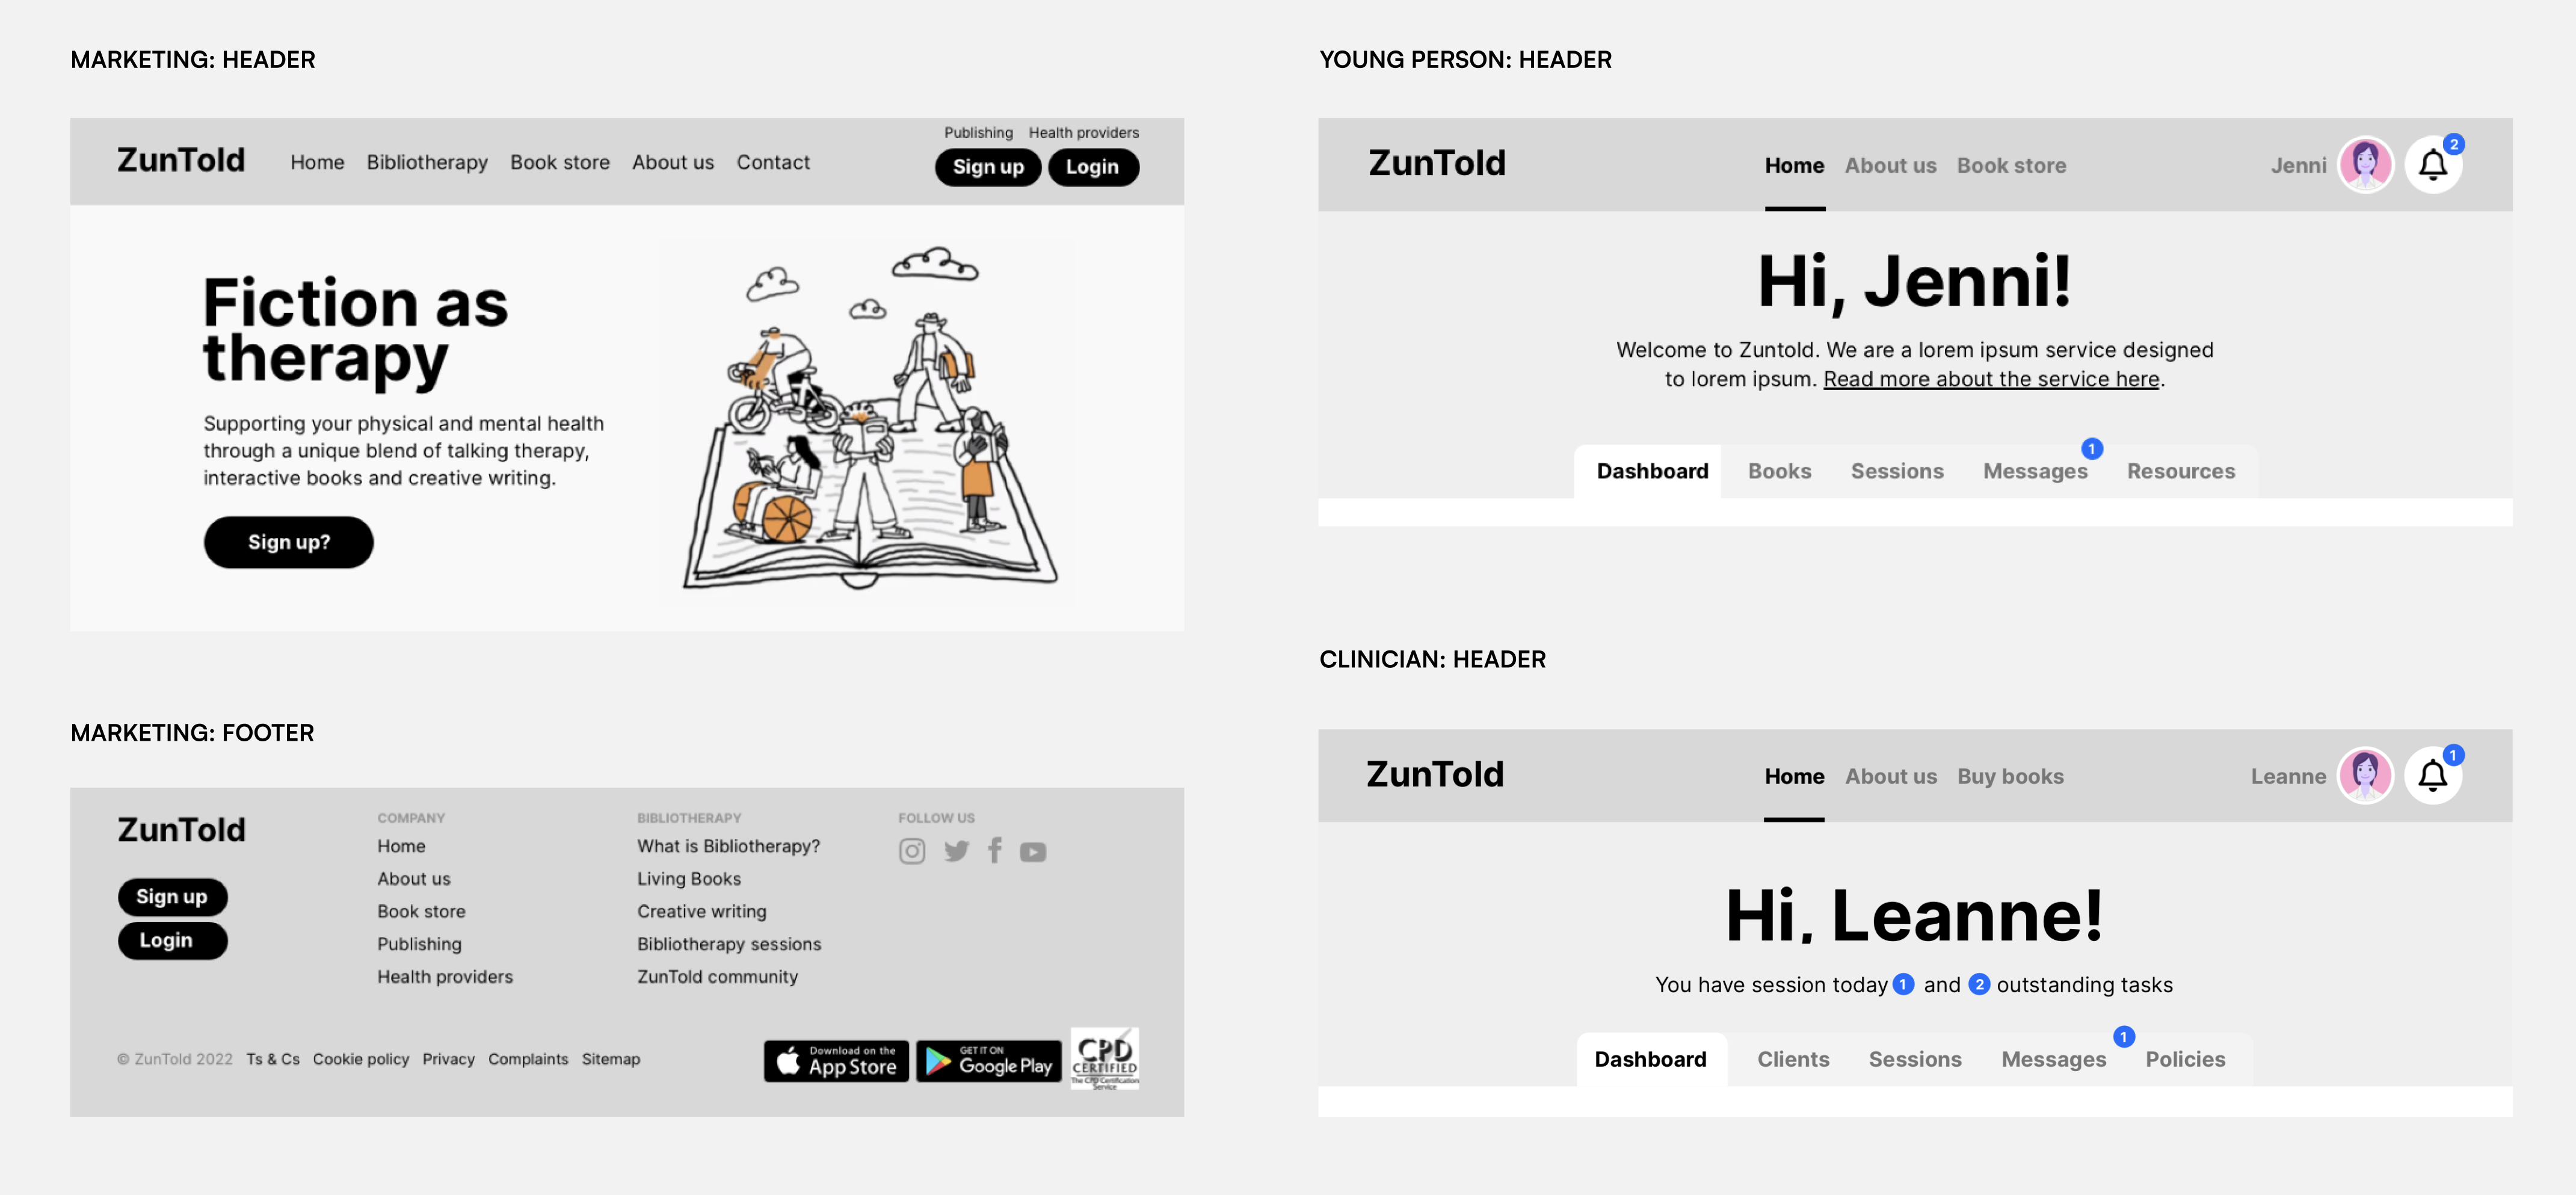 MARKETING: HEADER
ZunTold
Home Bibliotherapy Book store About us Contact
Publishing Health providers
Sign up Login
Fiction as
therapy
Supporting your physical and mental health
through a unique blend of talking therapy,
interactive books and creative writing.
Sign up?
MARKETING: FOOTER
ZunTold
Sign up
Login
COMPANY
Home
About us
Book store
Publishing
Health providers
BIBLIOTHERAPY
What is Bibliotherapy?
Living Books
Creative writing
Bibliotherapy sessions
ZunTold community
FOLLOW US
© ZunTold 2022 Ts & Cs Cookie policy Privacy Complaints Sitemap
Download on the
App Store
GET IT ON
Google Play
CPD
CERTIFIED
The CPD Certification
Service
YOUNG PERSON: HEADER
ZunTold
Home About us Book store
Jenni 2
Hi, Jenni!
Welcome to Zuntold. We are a lorem ipsum service designed
to lorem ipsum. Read more about the service here.
Dashboard Books Sessions Messages 1 Resources
CLINICIAN: HEADER
ZunTold
Home About us Buy books
Leanne 1
Hi, Leanne!
You have session today 1 and 2 outstanding tasks
Dashboard Clients Sessions Messages 1 Policies